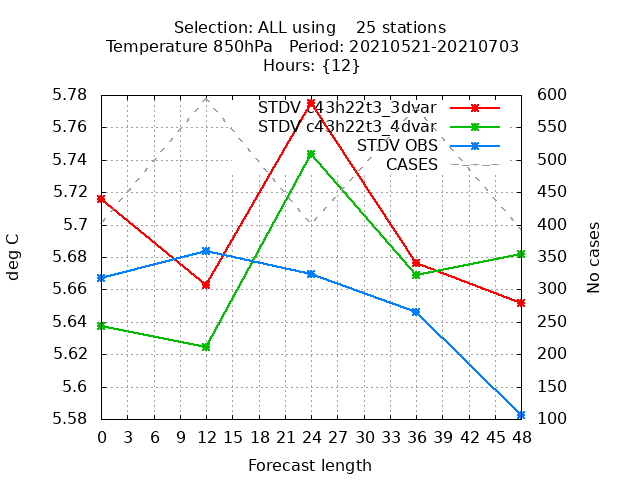 Selection: ALL using    25 stations
Temperature 850hPa   Period: 20210521-20210703
Hours: {12}
5.78
5.76
5.74
5.72
5.7
5.68
5.66
5.64
5.62
5.6
5.58
deg C
STDV c43h22t3_3dvar
STDV c43h22t3_4dvar
STDV OBS
CASES
600
550
500
450
400
350
300
250
200
150
100
No cases
0 3 6 9 12 15 18 21 24 27 30 33 36 39 42 45 48
Forecast length